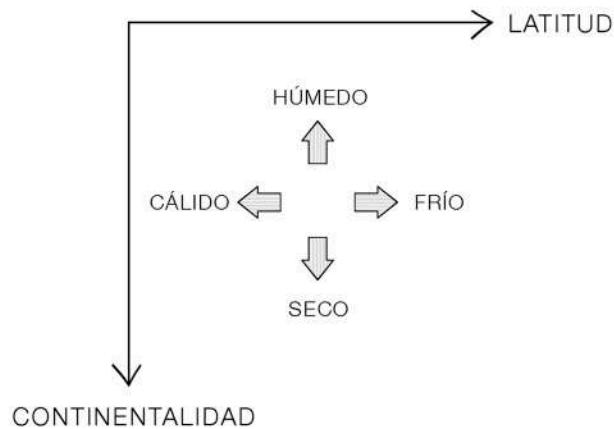 LATITUD
HÚMEDO
CÁLIDO
FRÍO
SECO
CONTINENTALIDAD